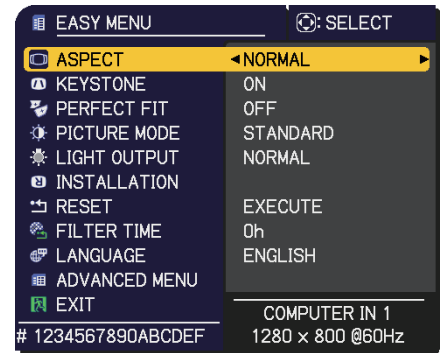 EASY MENU : SELECT
ASPECT NORMAL
KEYSTONE ON
PERFECT FIT OFF
PICTURE MODE STANDARD
LIGHT OUTPUT NORMAL
INSTALLATION
RESET EXECUTE
FILTER TIME 0h
LANGUAGE ENGLISH
ADVANCED MENU
EXIT COMPUTER IN 1
# 1234567890ABCDEF 1280 × 800 @60Hz